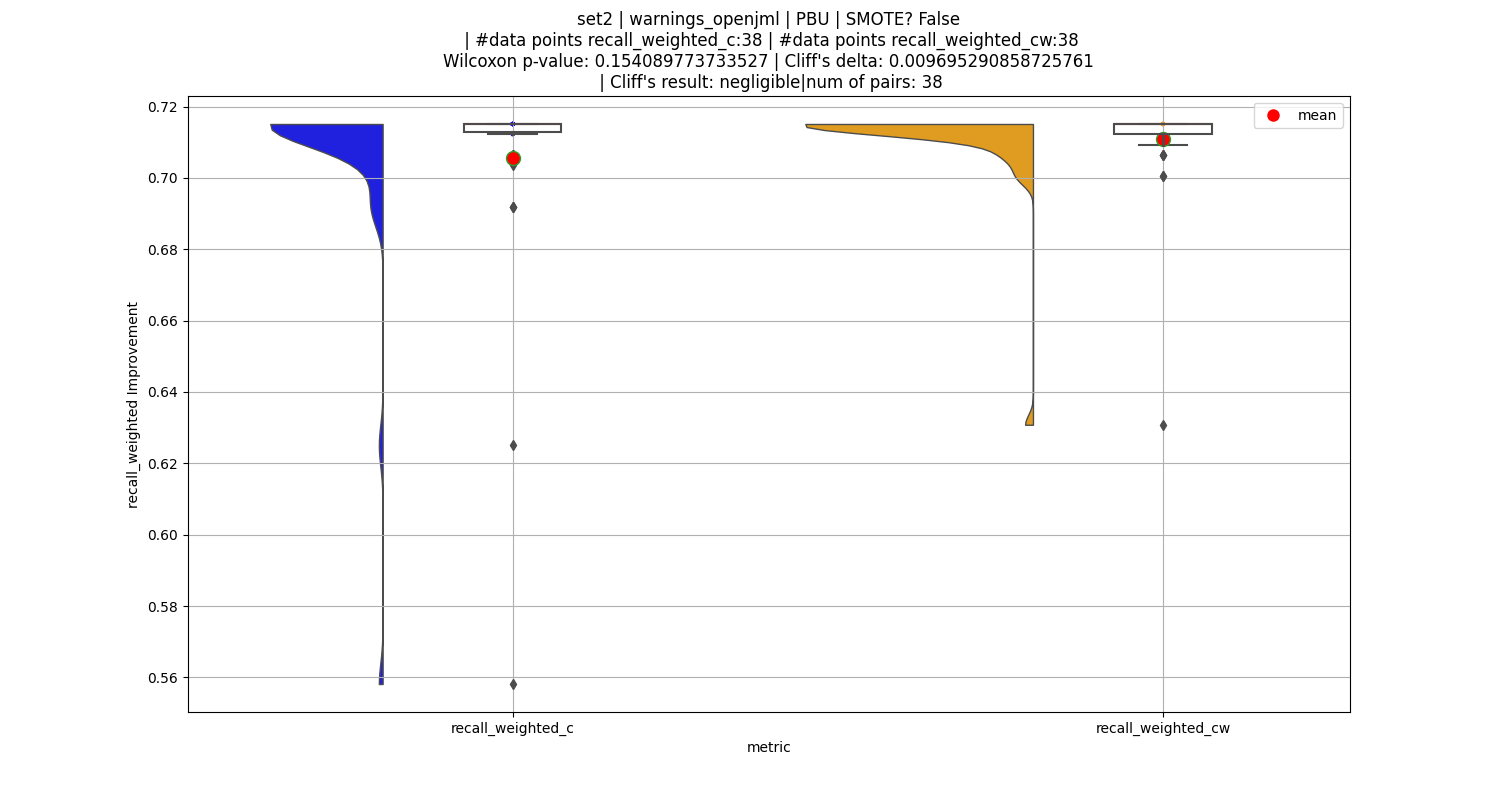 set2 | warnings_openjml | PBU | SMOTE? False
| #data points recall_weighted_c:38 | #data points recall_weighted_cw:38
Wilcoxon p-value: 0.154089773733527 | Cliff's delta: 0.009695290858725761
| Cliff's result: negligible|num of pairs: 38
mean
0.72
0.70
0.68
0.66
0.64
0.62
0.60
0.58
0.56
recall_weighted Improvement
recall_weighted_c
recall_weighted_cw
metric